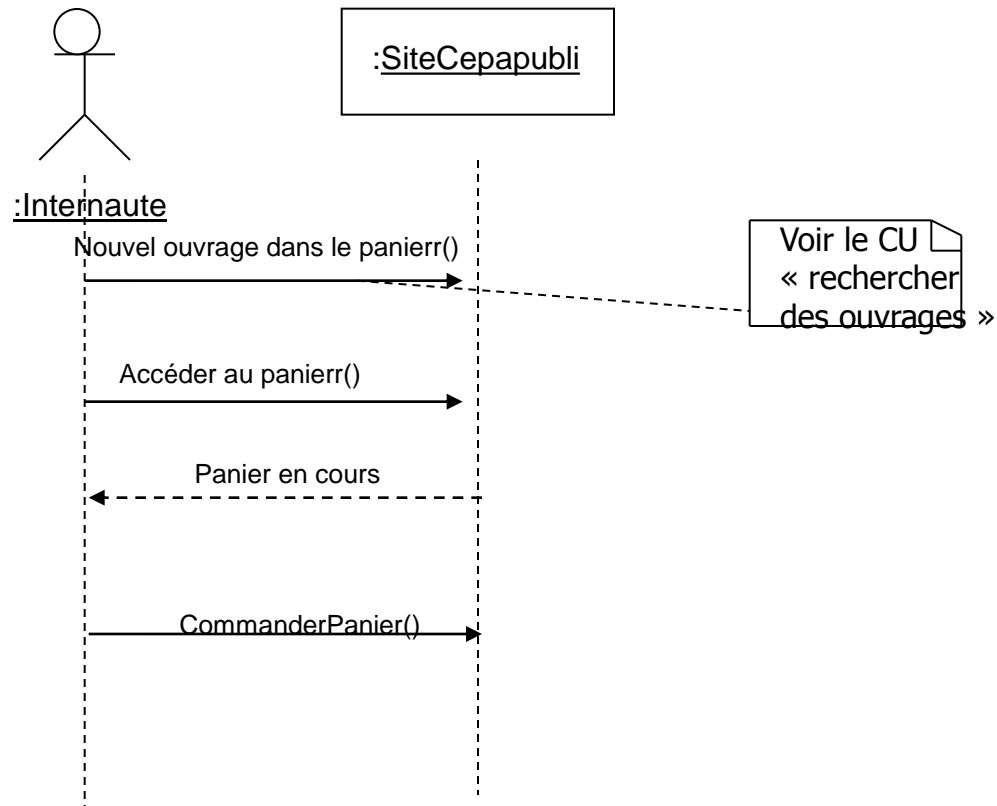 :SiteCepapubli
:Internaute
Nouvel ouvrage dans le panierr()
Voir le CU
« rechercher
des ouvrages »
Accéder au panierr()
Panier en cours
CommanderPanier()